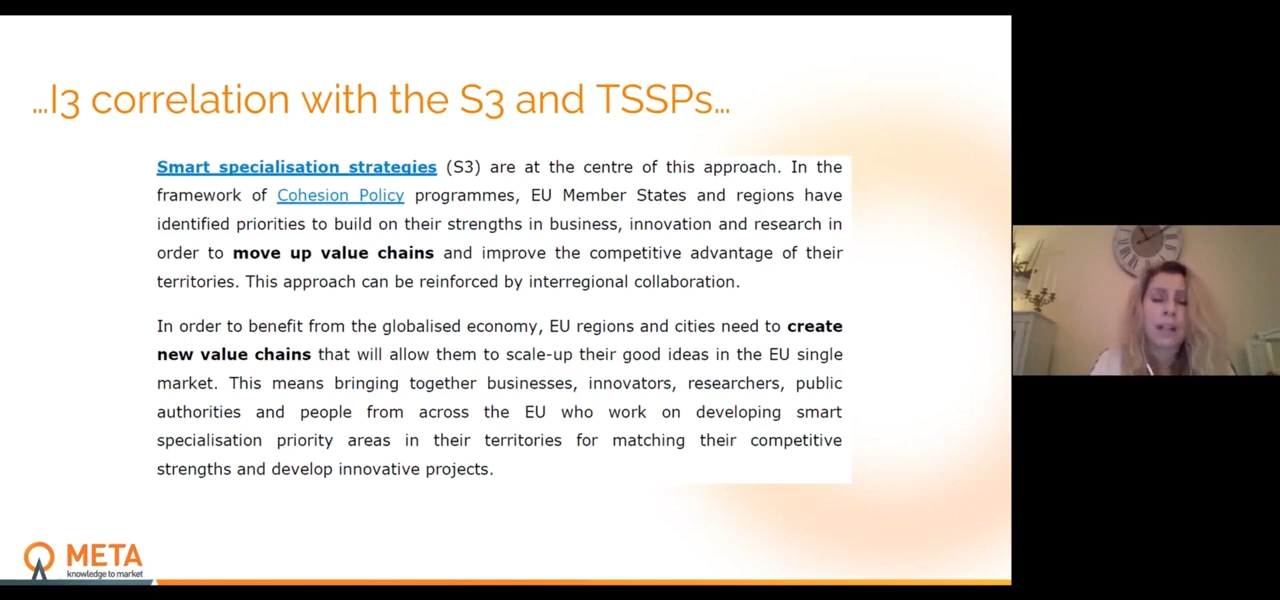 ...I3 correlation with the S3 and TSSPs...
Smart specialisation strategies (S3) are at the centre of this approach. In the
framework of Cohesion Policy programmes, EU Member States and regions have
identified priorities to build on their strengths in business, innovation and research in
order to move up value chains and improve the competitive advantage of their
territories. This approach can be reinforced by interregional collaboration.
In order to benefit from the globalised economy, EU regions and cities need to create
new value chains that will allow them to scale-up their good ideas in the EU single
market. This means bringing together businesses, innovators, researchers, public
authorities and people from across the EU who work on developing smart
specialisation priority areas in their territories for matching their competitive
strengths and develop innovative projects.
META
knowledge to market